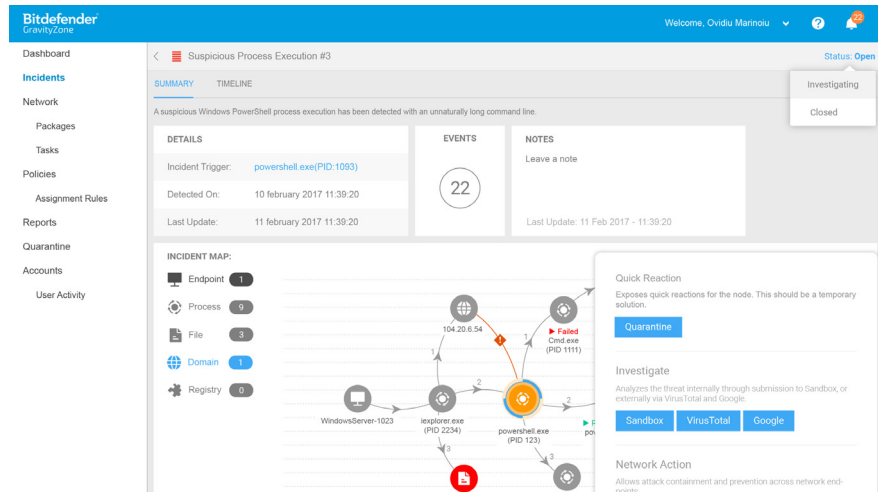 Bitdefender
GravityZone
Welcome, Ovidiu Marinoiu
?
22
Dashboard
Incidents
Network
Packages
Tasks
Policies
Assignment Rules
Reports
Quarantine
Accounts
User Activity
Suspicious Process Execution #3
Status: Open
Investigating
Closed
SUMMARY TIMELINE
A suspicious Windows PowerShell process execution has been detected with an unnaturally long command line.
DETAILS
Incident Trigger: powershell.exe(PID:1093)
Detected On: 10 february 2017 11:39:20
Last Update: 11 february 2017 11:39:20
EVENTS
22
NOTES
Leave a note
Last Update: 11 Feb 2017 - 11:39:20
INCIDENT MAP:
Endpoint 1
Process 9
File 3
Domain 1
Registry 0
104.20.6.54
Failed
Cmd.exe
(PID 1111)
1
1
2
2
WindowsServer-1023
iexplorer.exe
(PID 2234)
powershell.exe
(PID 123)
3
3
Quick Reaction
Exposes quick reactions for the node. This should be a temporary
solution.
Quarantine
Investigate
Analyzes the threat internally through submission to Sandbox, or
externally via VirusTotal and Google.
Sandbox VirusTotal Google
Network Action
Allows attack containment and prevention across network end-
points